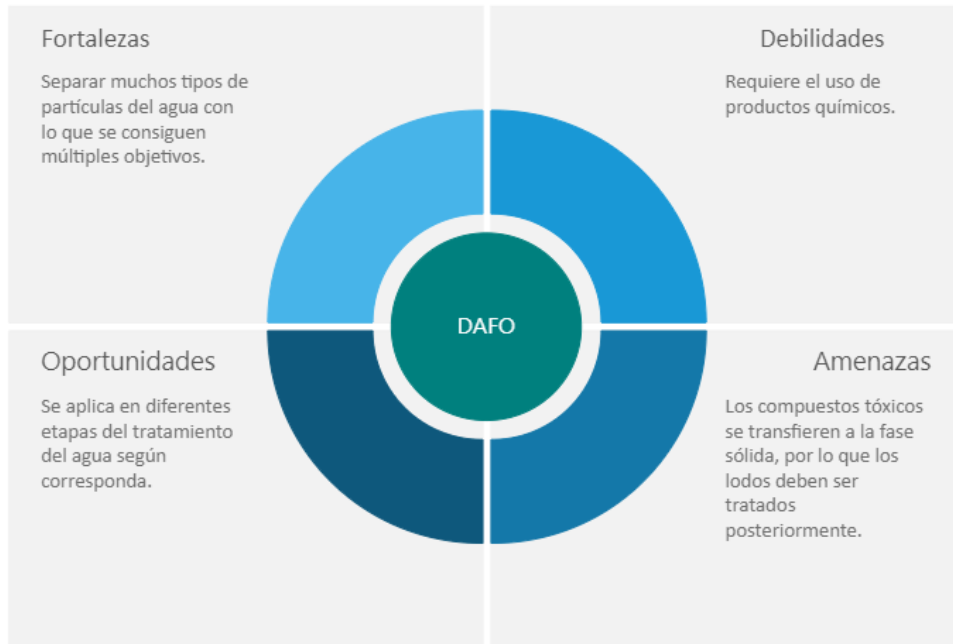 Fortalezas
Separar muchos tipos de
partículas del agua con
lo que se consiguen
múltiples objetivos.
Debilidades
Requiere el uso de
productos químicos.
DAFO
Oportunidades
Se aplica en diferentes
etapas del tratamiento
del agua según
corresponda.
Amenazas
Los compuestos tóxicos
se transfieren a la fase
sólida, por lo que los
lodos deben ser
tratados
posteriormente.